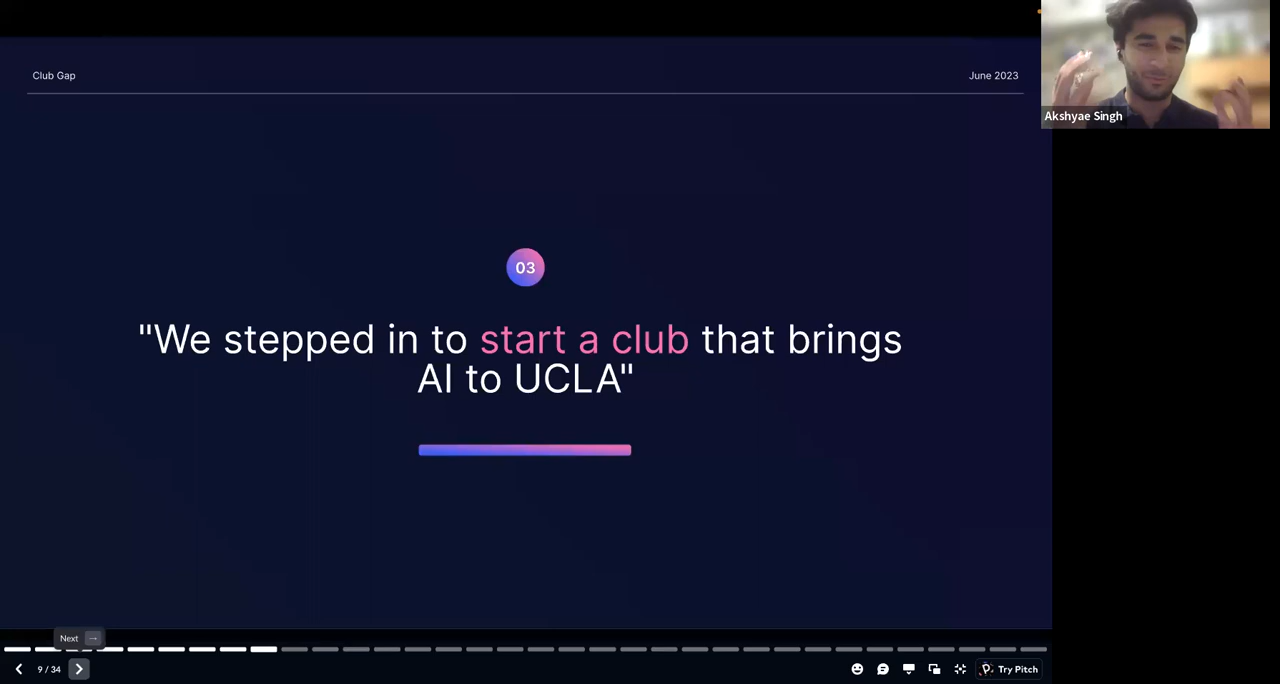 Club Gap
June 2023
Akshyae Singh
03
"We stepped in to start a club that brings
AI to UCLA"
Next →
9 / 34
Try Pitch